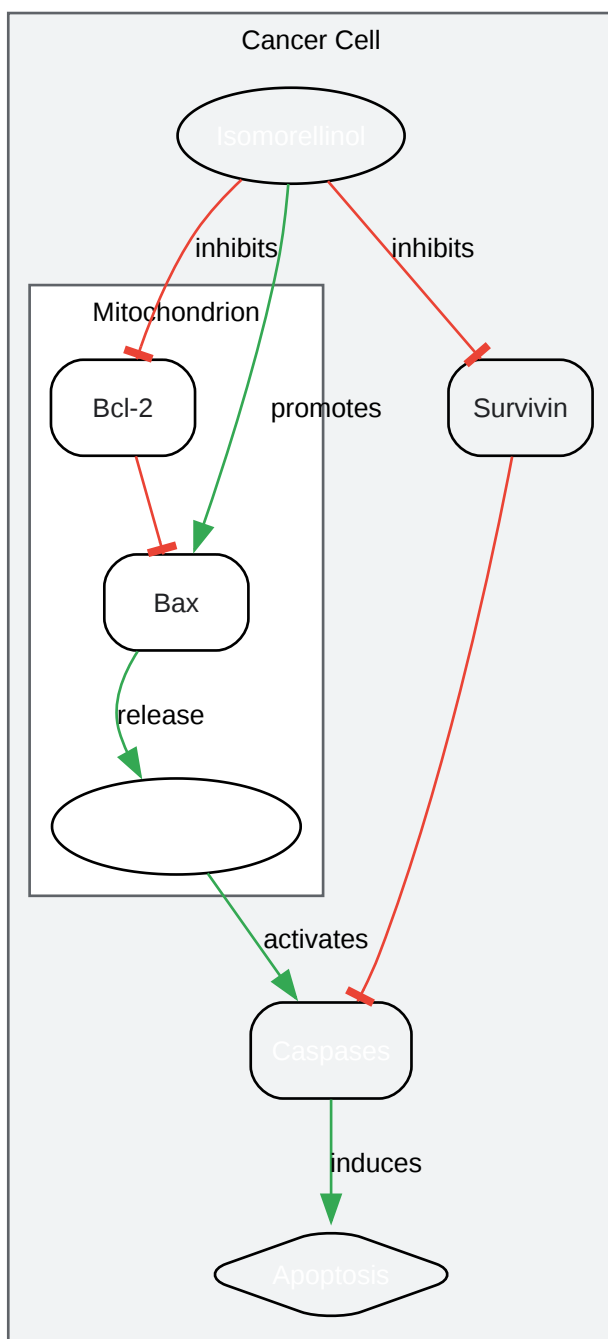 Cancer Cell
Isomorellinol
inhibits
inhibits
Mitochondrion
Bcl-2
promotes
Survivin
Bax
release
activates
Caspases
induces
Apoptosis